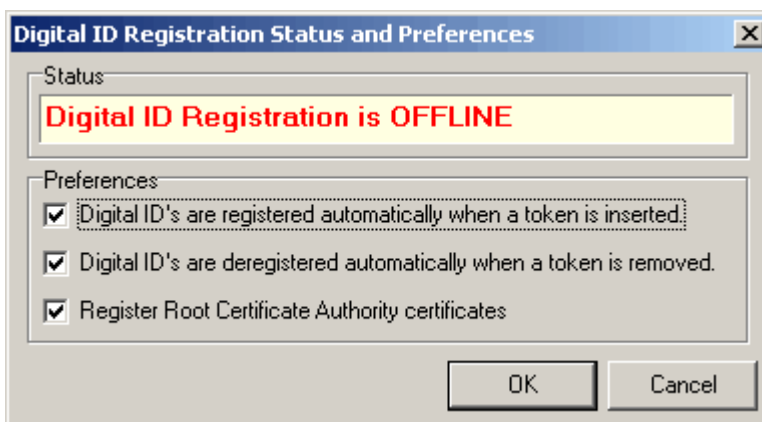 Digital ID Registration Status and Preferences
Status
Digital ID Registration is OFFLINE
Preferences
Digital ID's are registered automatically when a token is inserted.
Digital ID's are deregistered automatically when a token is removed.
Register Root Certificate Authority certificates
OK Cancel